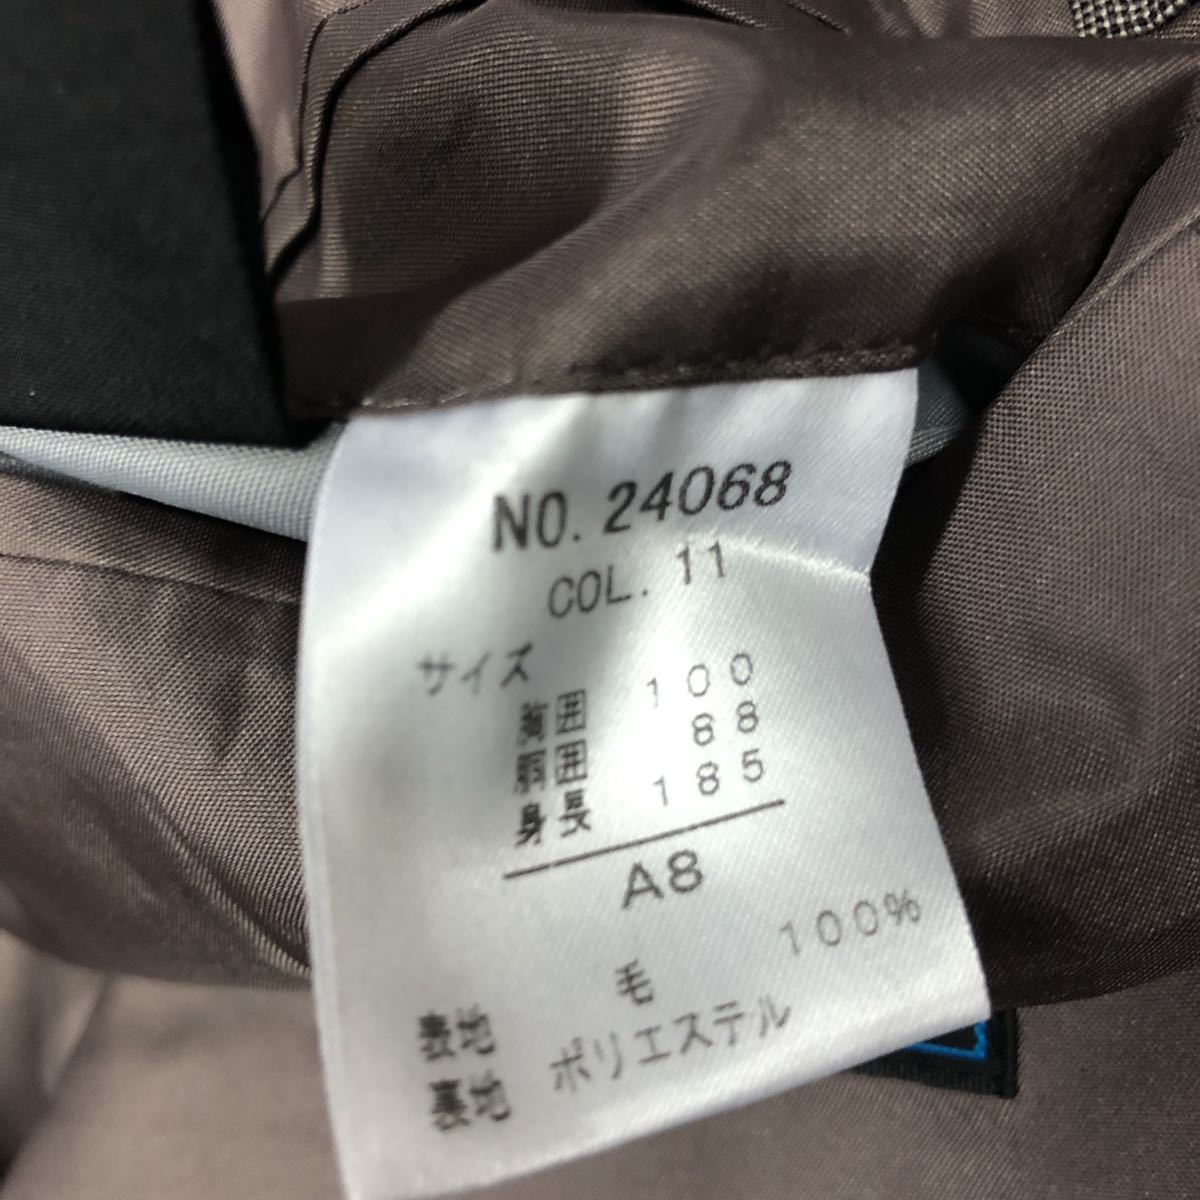 NO. 24068
COL. 11
サイズ
胸囲 100
胴囲 88
身長 185
A8
表地 毛 100%
裏地 ポリエステル